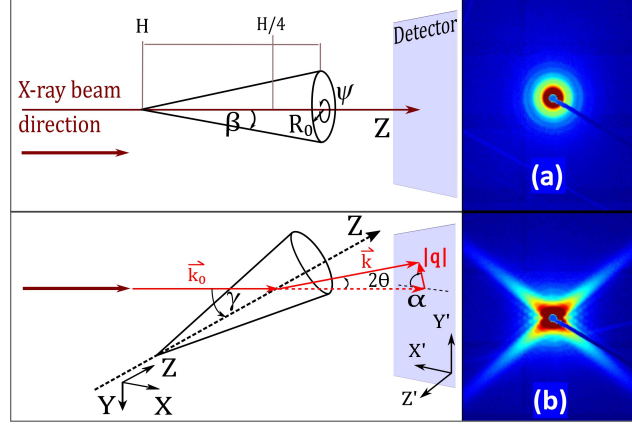 H
H/4
Detector
X-ray beam
direction
β
R₀
ψ
Z
(a)
Z
k₀
γ
k
2θ
|q|
α
Z
Y
X
Y'
X'
Z'
(b)